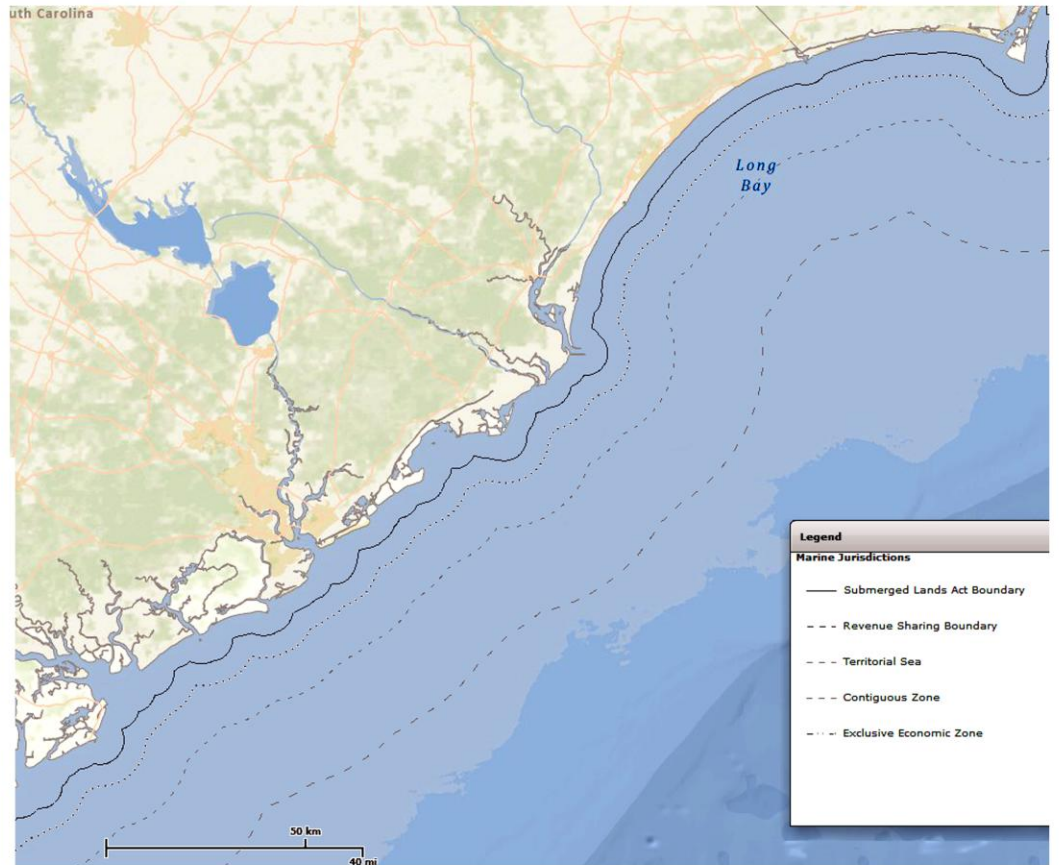 uth Carolina
Long
Bay
Legend
Marine Jurisdictions
Submerged Lands Act Boundary
Revenue Sharing Boundary
Territorial Sea
Contiguous Zone
Exclusive Economic Zone
50 km
40 mi